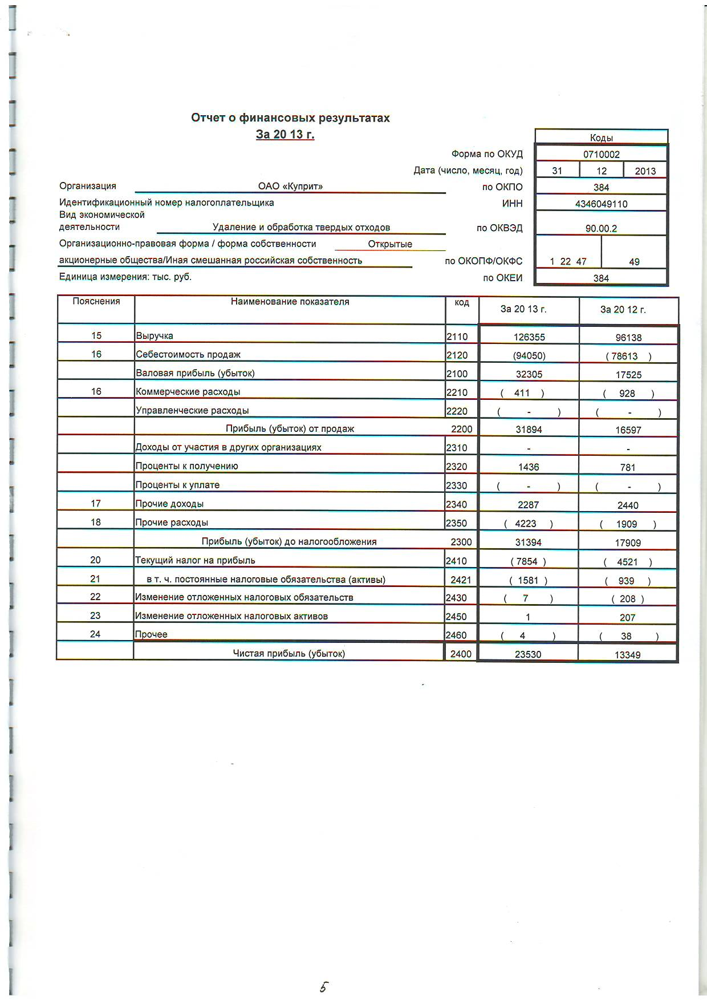 Отчет о финансовых результатах
За 20 13 г.
Коды
Форма по ОКУД 0710002
Дата (число, месяц, год) 31 12 2013
Организация ОАО «Куприт» по ОКПО 384
Идентификационный номер налогоплательщика ИНН 4346049110
Вид экономической
деятельности Удаление и обработка твердых отходов по ОКВЭД 90.00.2
Организационно-правовая форма / форма собственности Открытые
акционерные общества/Иная смешанная российская собственность по ОКОПФ/ОКФС 1 22 47 49
Единица измерения: тыс. руб. по ОКЕИ 384
Пояснения Наименование показателя код За 20 13 г. За 20 12 г.
15 Выручка 2110 126355 96138
16 Себестоимость продаж 2120 (94050) ( 78613 )
Валовая прибыль (убыток) 2100 32305 17525
16 Коммерческие расходы 2210 ( 411 ) ( 928 )
Управленческие расходы 2220 ( - ) ( - )
Прибыль (убыток) от продаж 2200 31894 16597
Доходы от участия в других организациях 2310 - -
Проценты к получению 2320 1436 781
Проценты к уплате 2330 ( - ) ( - )
17 Прочие доходы 2340 2287 2440
18 Прочие расходы 2350 ( 4223 ) ( 1909 )
Прибыль (убыток) до налогообложения 2300 31394 17909
20 Текущий налог на прибыль 2410 ( 7854 ) ( 4521 )
21 в т. ч. постоянные налоговые обязательства (активы) 2421 ( 1581 ) ( 939 )
22 Изменение отложенных налоговых обязательств 2430 ( 7 ) ( 208 )
23 Изменение отложенных налоговых активов 2450 1 207
24 Прочее 2460 ( 4 ) ( 38 )
Чистая прибыль (убыток) 2400 23530 13349
5